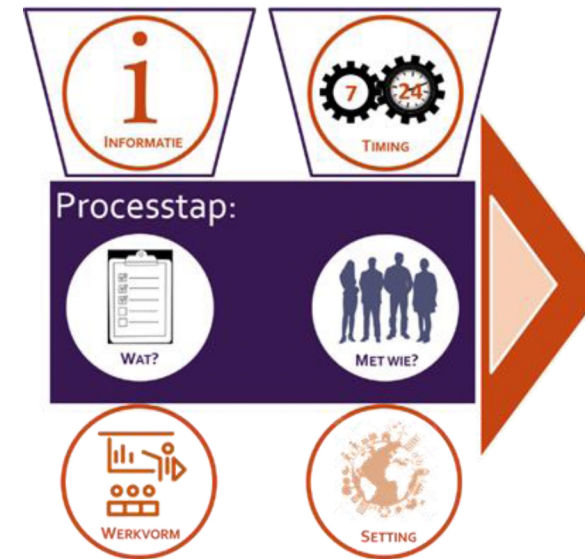 i
INFORMATIE
7
24
TIMING
Processtap:
WAT?
MET WIE?
WERKVORM
SETTING